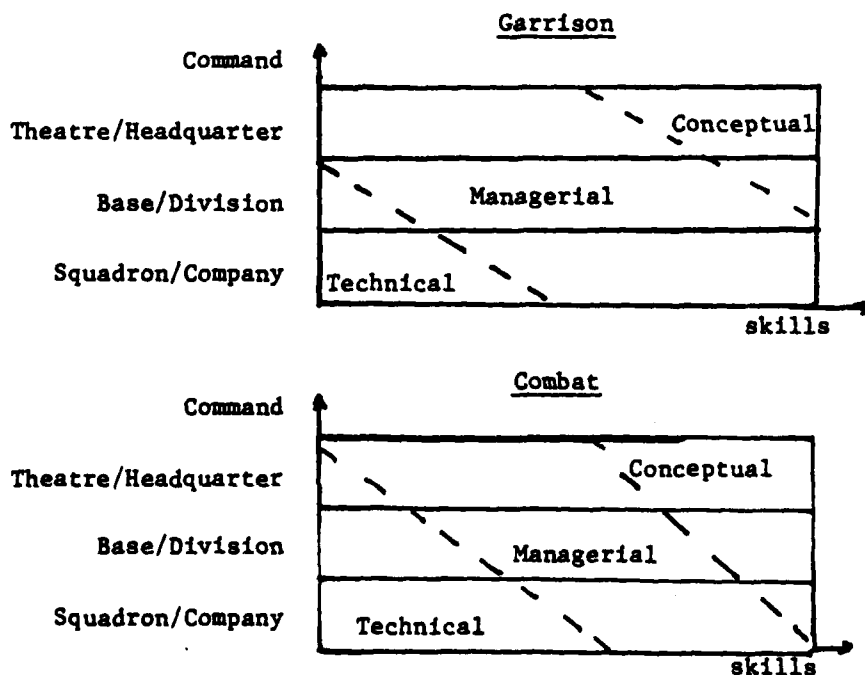 Garrison
Command
Theatre/Headquarter
Conceptual
Base/Division
Managerial
Squadron/Company
Technical
skills
Combat
Command
Theatre/Headquarter
Conceptual
Base/Division
Managerial
Squadron/Company
Technical
skills